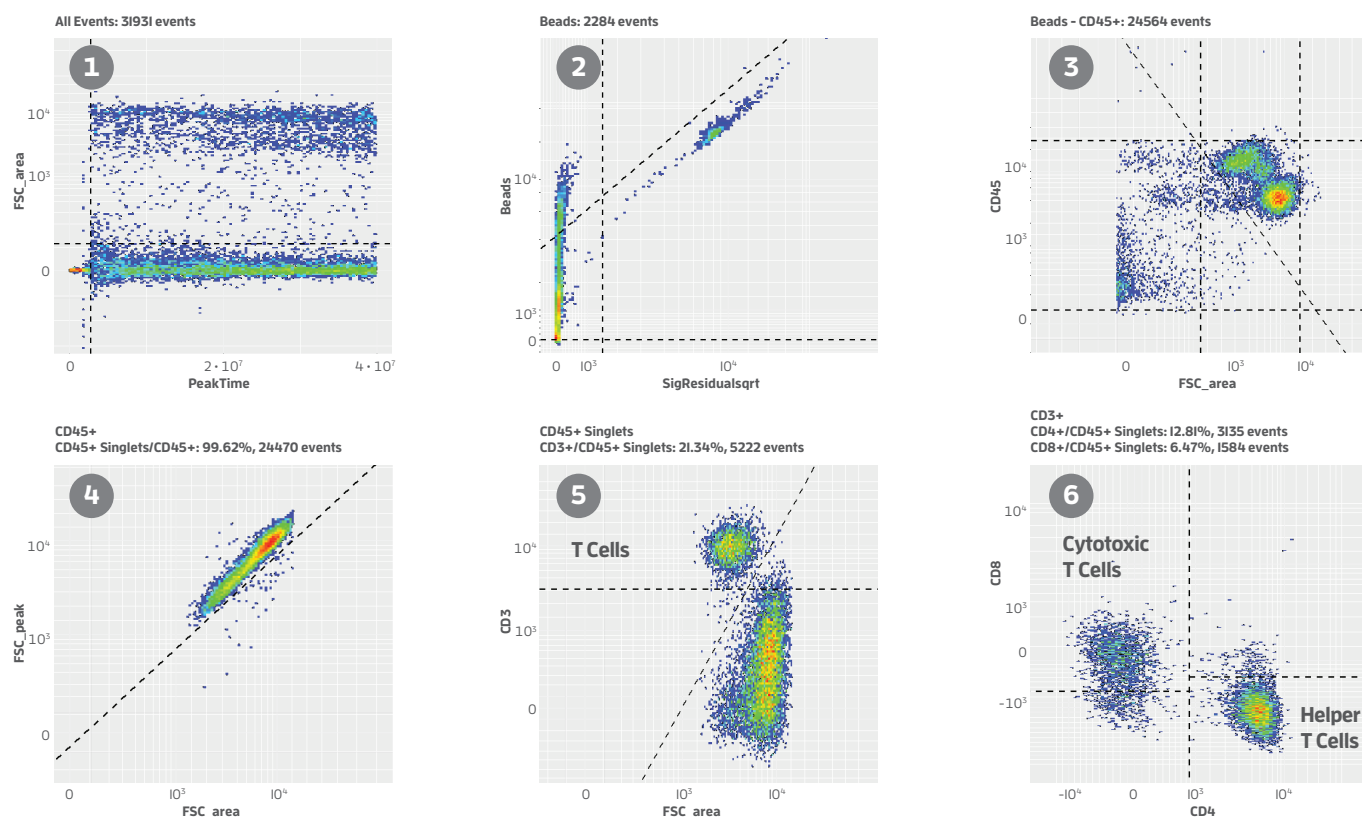 All Events: 31931 events
1
FSC_area
10⁴
10³
0
0
2 • 10⁷
4 • 10⁷
PeakTime
Beads: 2284 events
2
Beads
10⁴
10³
0
0
10³
10⁴
SigResidualsqrt
Beads - CD45+: 24564 events
3
CD45
10⁴
10³
0
0
10³
10⁴
FSC_area
CD45+
CD45+ Singlets/CD45+: 99.62%, 24470 events
4
FSC_peak
10⁴
10³
0
0
10³
10⁴
FSC_area
CD45+ Singlets
CD3+/CD45+ Singlets: 21.34%, 5222 events
5
T Cells
CD3
10⁴
10³
0
0
10³
10⁴
FSC_area
CD3+
CD4+/CD45+ Singlets: 12.81%, 3135 events
CD8+/CD45+ Singlets: 6.47%, 1584 events
6
Cytotoxic
T Cells
CD8
10⁴
10³
0
-10³
Helper
T Cells
-10⁴
0
10³
10⁴
CD4